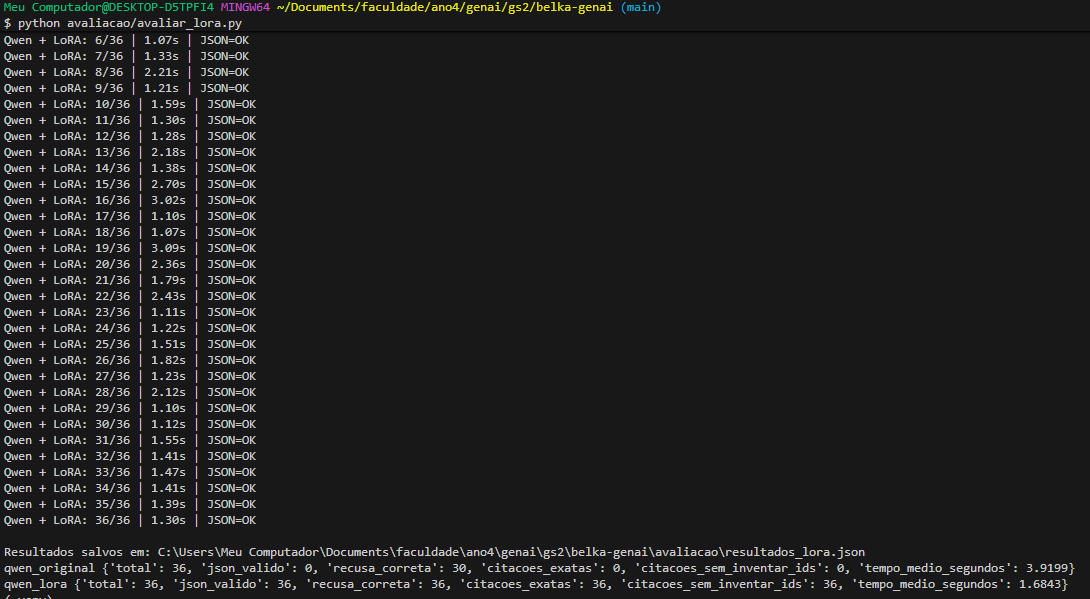 Meu Computador@DESKTOP-D5TPFI4 MINGW64 ~/Documents/faculdade/ano4/genai/gs2/belka-genai (main)
$ python avaliacao/avaliar_lora.py
Qwen + LoRA: 6/36 | 1.07s | JSON=OK
Qwen + LoRA: 7/36 | 1.33s | JSON=OK
Qwen + LoRA: 8/36 | 2.21s | JSON=OK
Qwen + LoRA: 9/36 | 1.21s | JSON=OK
Qwen + LoRA: 10/36 | 1.59s | JSON=OK
Qwen + LoRA: 11/36 | 1.30s | JSON=OK
Qwen + LoRA: 12/36 | 1.28s | JSON=OK
Qwen + LoRA: 13/36 | 2.18s | JSON=OK
Qwen + LoRA: 14/36 | 1.38s | JSON=OK
Qwen + LoRA: 15/36 | 2.70s | JSON=OK
Qwen + LoRA: 16/36 | 3.02s | JSON=OK
Qwen + LoRA: 17/36 | 1.10s | JSON=OK
Qwen + LoRA: 18/36 | 1.07s | JSON=OK
Qwen + LoRA: 19/36 | 3.09s | JSON=OK
Qwen + LoRA: 20/36 | 2.36s | JSON=OK
Qwen + LoRA: 21/36 | 1.79s | JSON=OK
Qwen + LoRA: 22/36 | 2.43s | JSON=OK
Qwen + LoRA: 23/36 | 1.11s | JSON=OK
Qwen + LoRA: 24/36 | 1.22s | JSON=OK
Qwen + LoRA: 25/36 | 1.51s | JSON=OK
Qwen + LoRA: 26/36 | 1.82s | JSON=OK
Qwen + LoRA: 27/36 | 1.23s | JSON=OK
Qwen + LoRA: 28/36 | 2.12s | JSON=OK
Qwen + LoRA: 29/36 | 1.10s | JSON=OK
Qwen + LoRA: 30/36 | 1.12s | JSON=OK
Qwen + LoRA: 31/36 | 1.55s | JSON=OK
Qwen + LoRA: 32/36 | 1.41s | JSON=OK
Qwen + LoRA: 33/36 | 1.47s | JSON=OK
Qwen + LoRA: 34/36 | 1.41s | JSON=OK
Qwen + LoRA: 35/36 | 1.39s | JSON=OK
Qwen + LoRA: 36/36 | 1.30s | JSON=OK
Resultados salvos em: C:\Users\Meu Computador\Documents\faculdade\ano4\genai\gs2\belka-genai\avaliacao\resultados_lora.json
qwen_original {'total': 36, 'json_valido': 0, 'recusa_correta': 30, 'citacoes_exatas': 0, 'citacoes_sem_inventar_ids': 0, 'tempo_medio_segundos': 3.9199}
qwen_lora {'total': 36, 'json_valido': 36, 'recusa_correta': 36, 'citacoes_exatas': 36, 'citacoes_sem_inventar_ids': 36, 'tempo_medio_segundos': 1.6843}